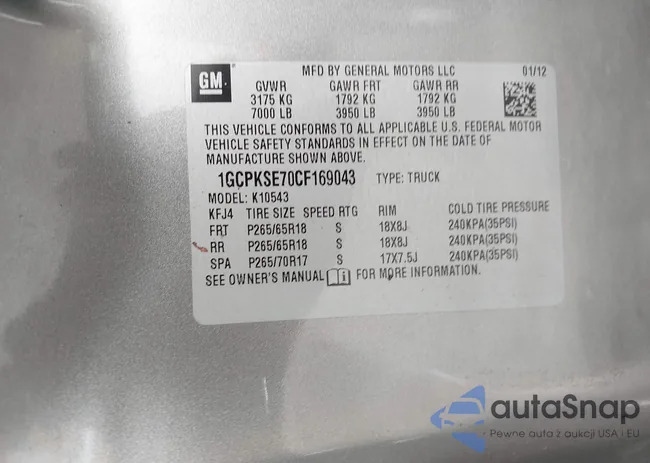 GM
MFD BY GENERAL MOTORS LLC 01/12
GVWR GAWR FRT GAWR RR
3175 KG 1792 KG 1792 KG
7000 LB 3950 LB 3950 LB
THIS VEHICLE CONFORMS TO ALL APPLICABLE U.S. FEDERAL MOTOR
VEHICLE SAFETY STANDARDS IN EFFECT ON THE DATE OF
MANUFACTURE SHOWN ABOVE.
1GCPKSE70CF169043 TYPE: TRUCK
MODEL: K10543
KFJ4 TIRE SIZE SPEED RTG RIM COLD TIRE PRESSURE
FRT P265/65R18 S 18X8J 240KPA(35PSI)
RR P265/65R18 S 18X8J 240KPA(35PSI)
SPA P265/70R17 S 17X7.5J 240KPA(35PSI)
SEE OWNER'S MANUAL FOR MORE INFORMATION.
autaSnap
Pewne auta z aukcji USA i EU